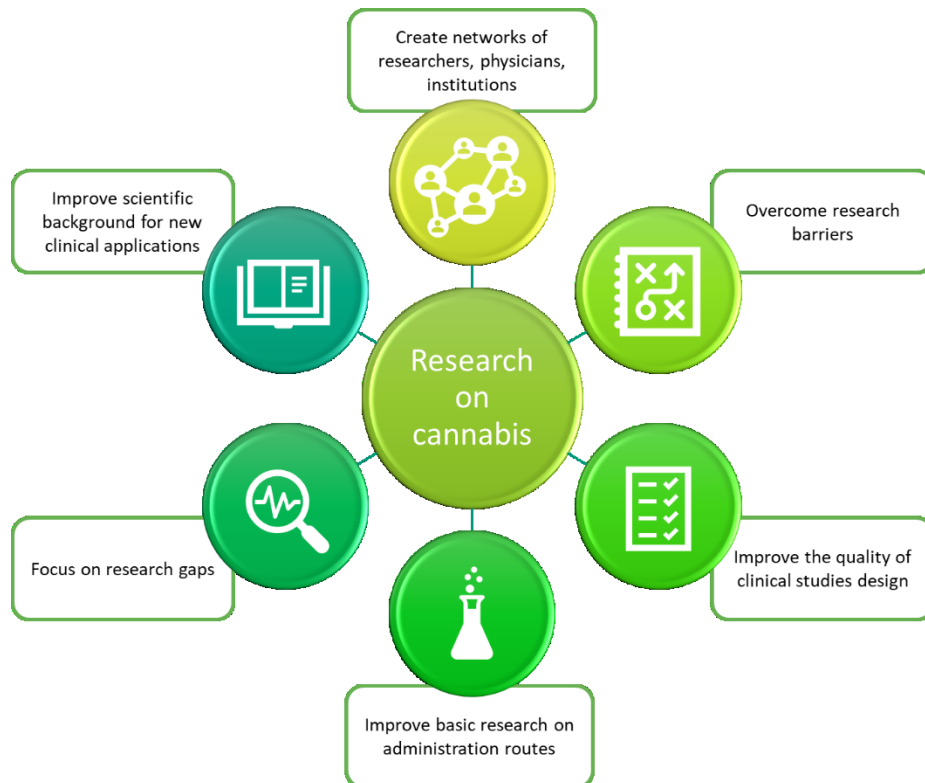 Create networks of
researchers, physicians,
institutions
Improve scientific
background for new
clinical applications
Overcome research
barriers
Research
on
cannabis
Focus on research gaps
Improve the quality of
clinical studies design
Improve basic research on
administration routes